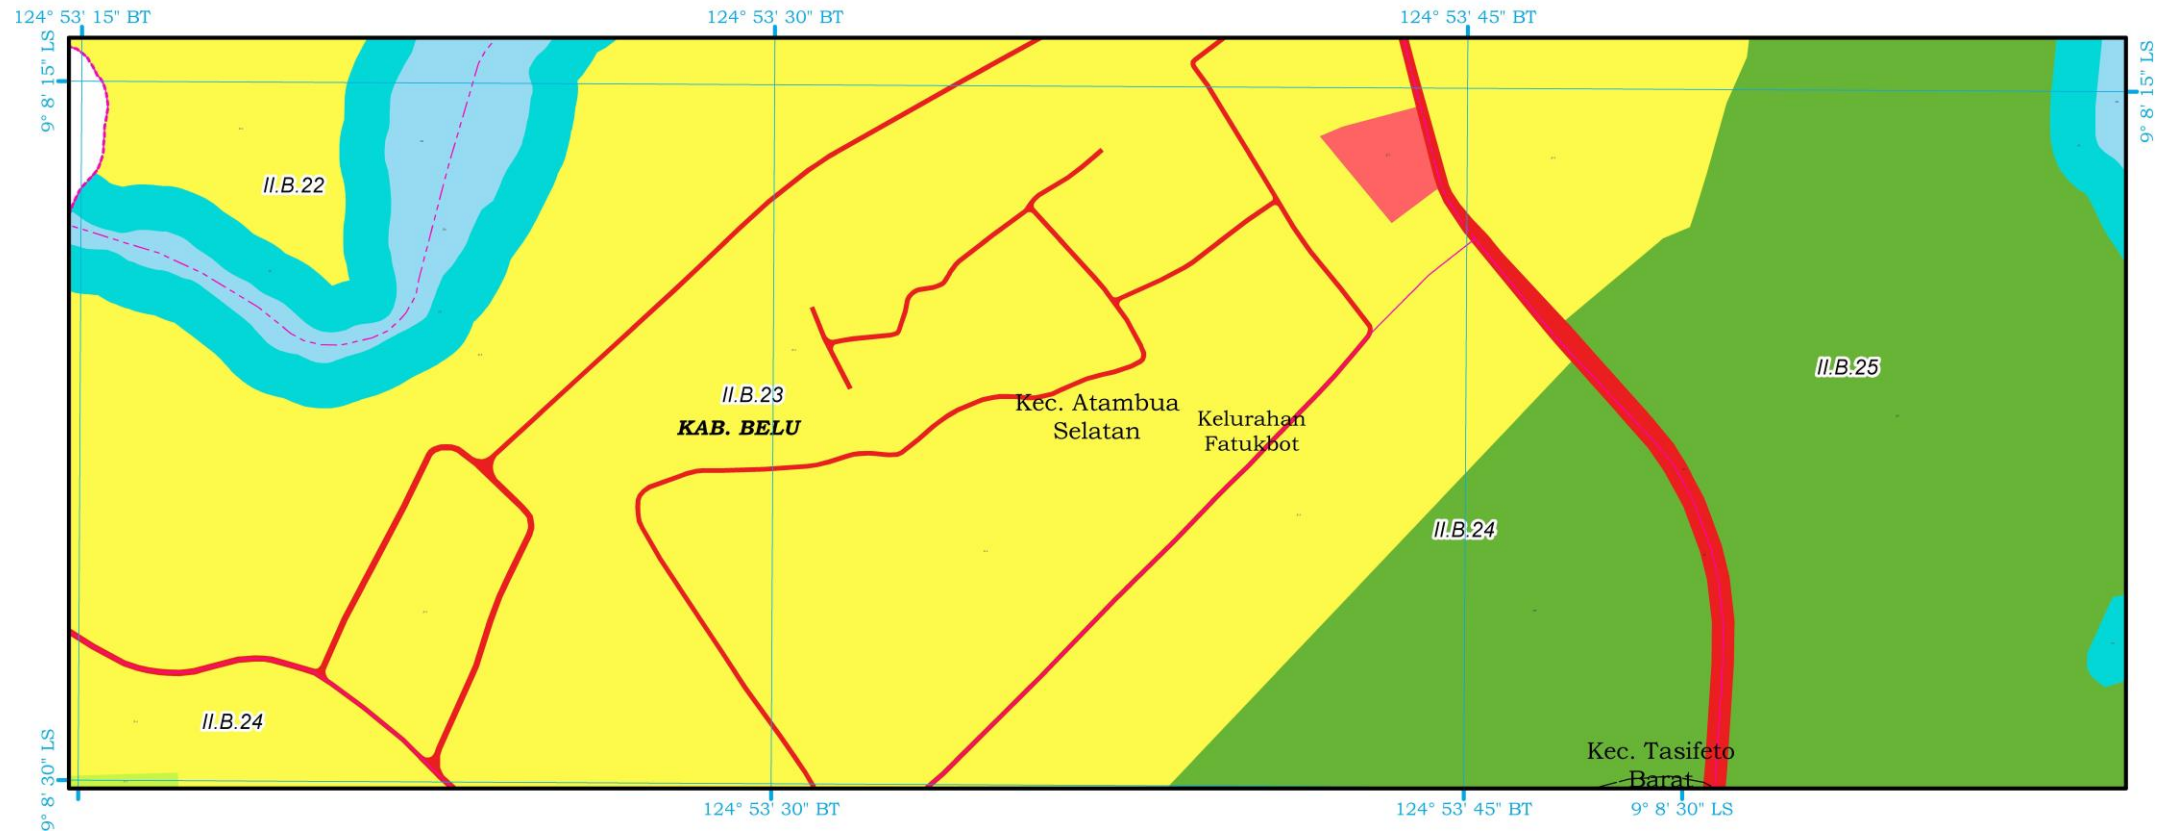 124° 53' 15" BT
124° 53' 30" BT
124° 53' 45" BT
9° 8' 15" LS
9° 8' 15" LS
II.B.22
II.B.25
II.B.23
KAB. BELU
Kec. Atambua
Selatan
Kelurahan
Fatukbot
II.B.24
II.B.24
Kec. Tasifeto
Barat
9° 8' 30" LS
124° 53' 30" BT
124° 53' 45" BT
9° 8' 30" LS